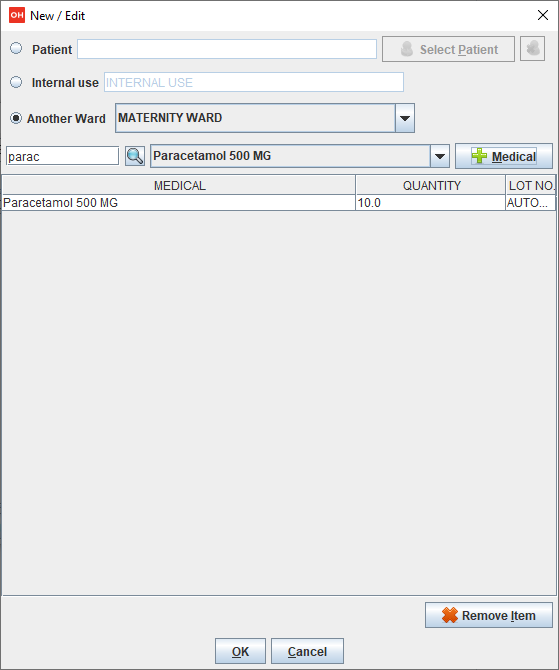 OH New / Edit
Patient Select Patient
Internal use INTERNAL USE
Another Ward MATERNITY WARD
parac Paracetamol 500 MG Medical
MEDICAL QUANTITY LOT NO.
Paracetamol 500 MG 10.0 AUTO...
Remove Item
OK Cancel